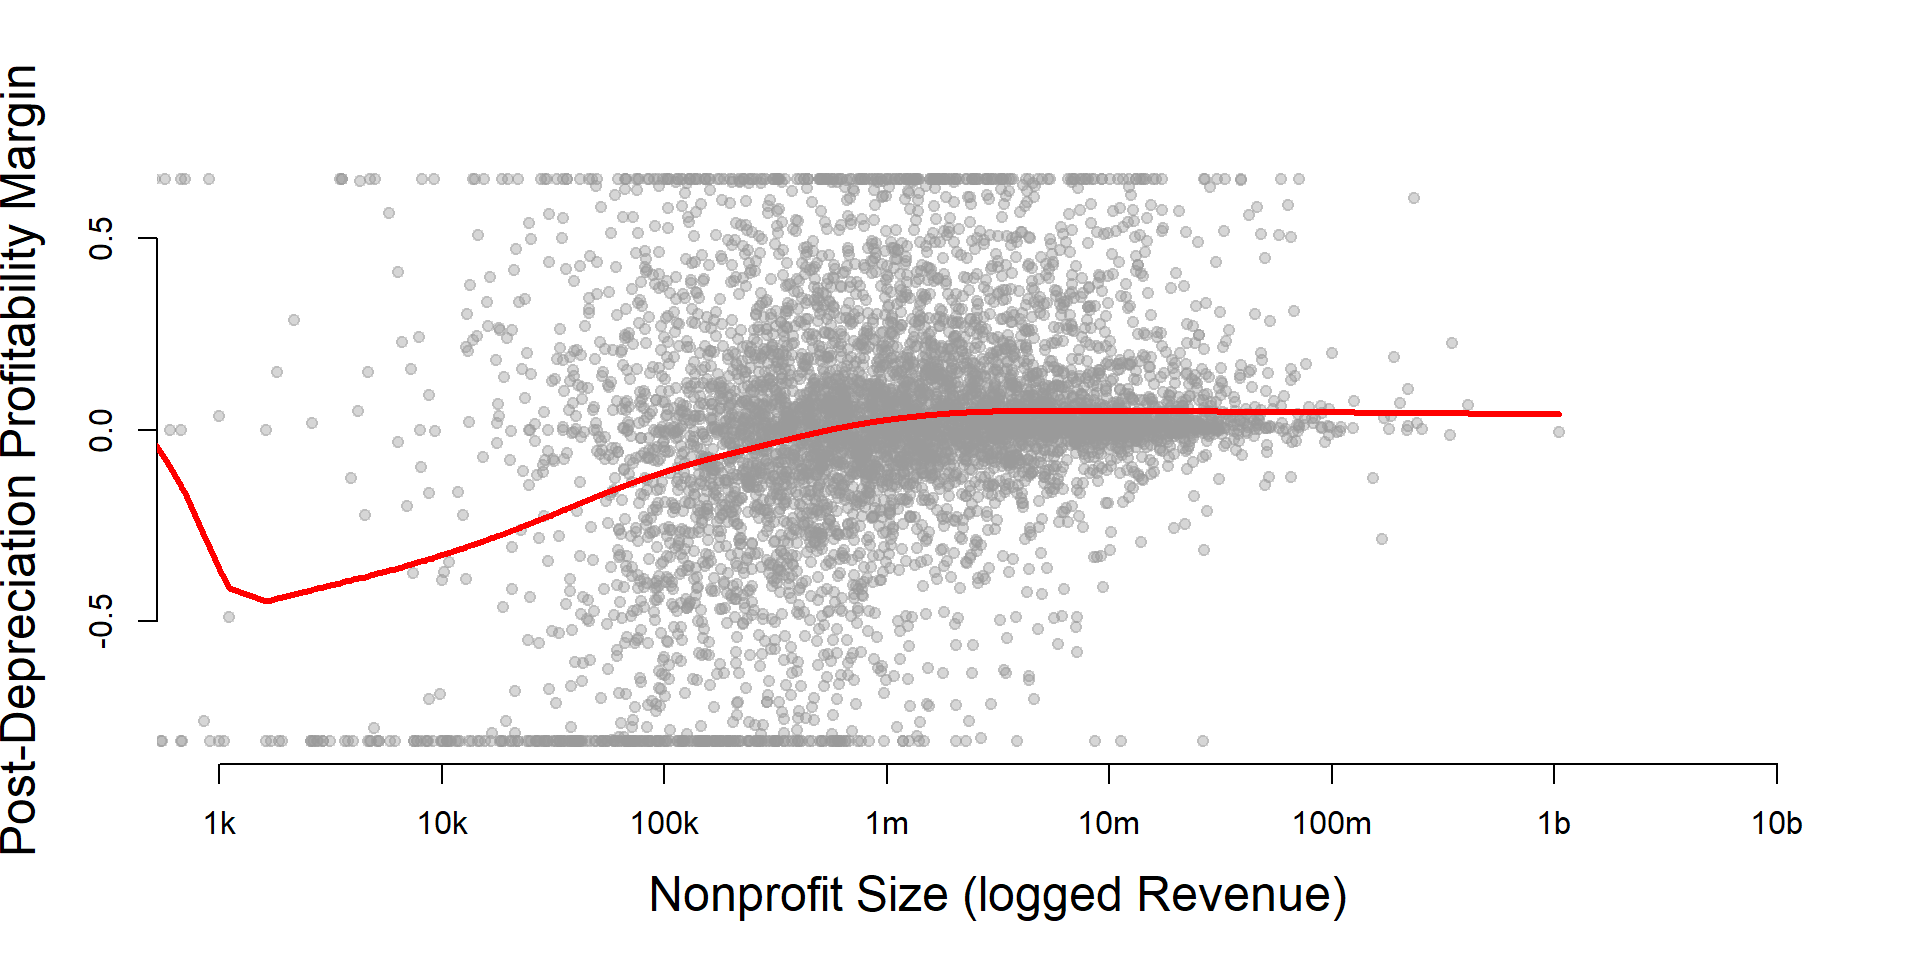 Post-Depreciation Profitability Margin
0.5
0.0
-0.5
1k 10k 100k 1m 10m 100m 1b 10b
Nonprofit Size (logged Revenue)